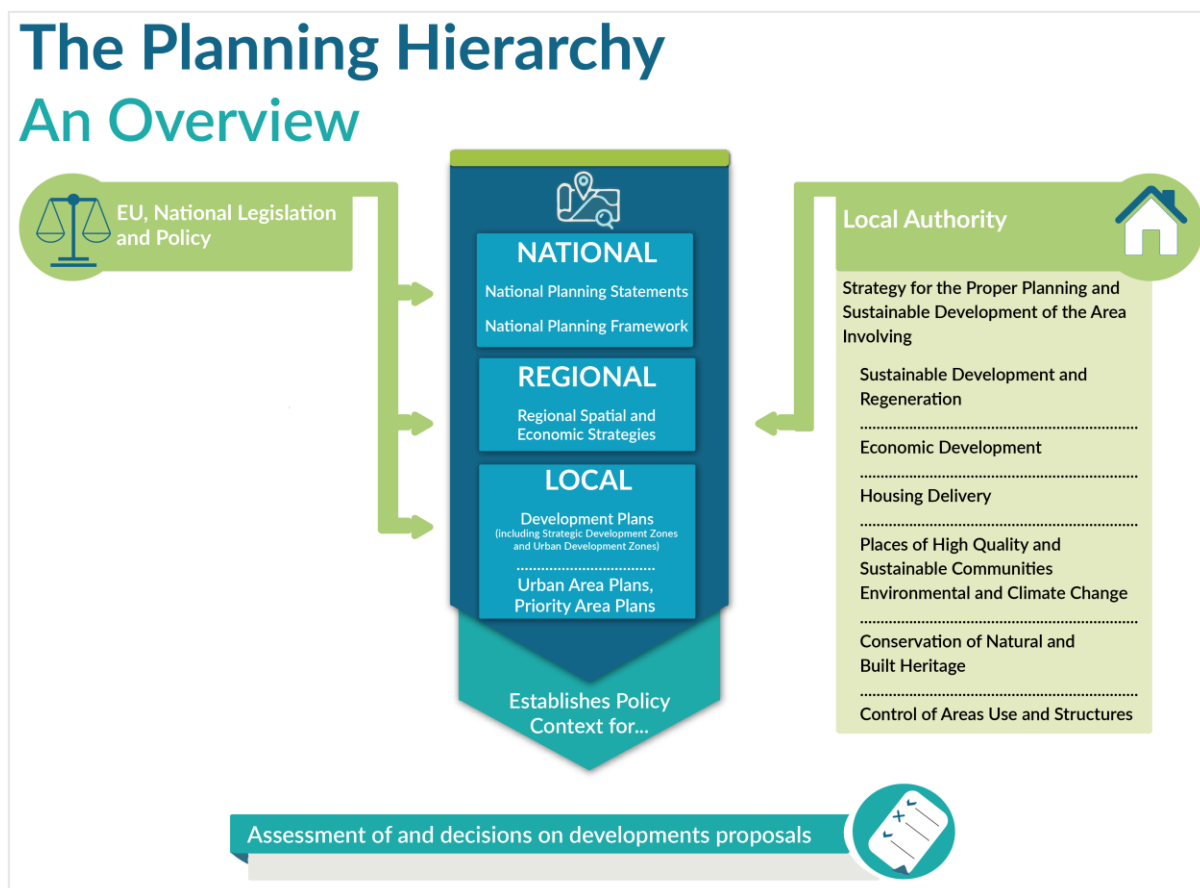 The Planning Hierarchy
An Overview
EU, National Legislation
and Policy
NATIONAL
National Planning Statements
National Planning Framework
REGIONAL
Regional Spatial and
Economic Strategies
LOCAL
Development Plans
(including Strategic Development Zones
and Urban Development Zones)
Urban Area Plans,
Priority Area Plans
Establishes Policy
Context for...
Local Authority
Strategy for the Proper Planning and
Sustainable Development of the Area
Involving
Sustainable Development and
Regeneration
Economic Development
Housing Delivery
Places of High Quality and
Sustainable Communities
Environmental and Climate Change
Conservation of Natural and
Built Heritage
Control of Areas Use and Structures
Assessment of and decisions on developments proposals